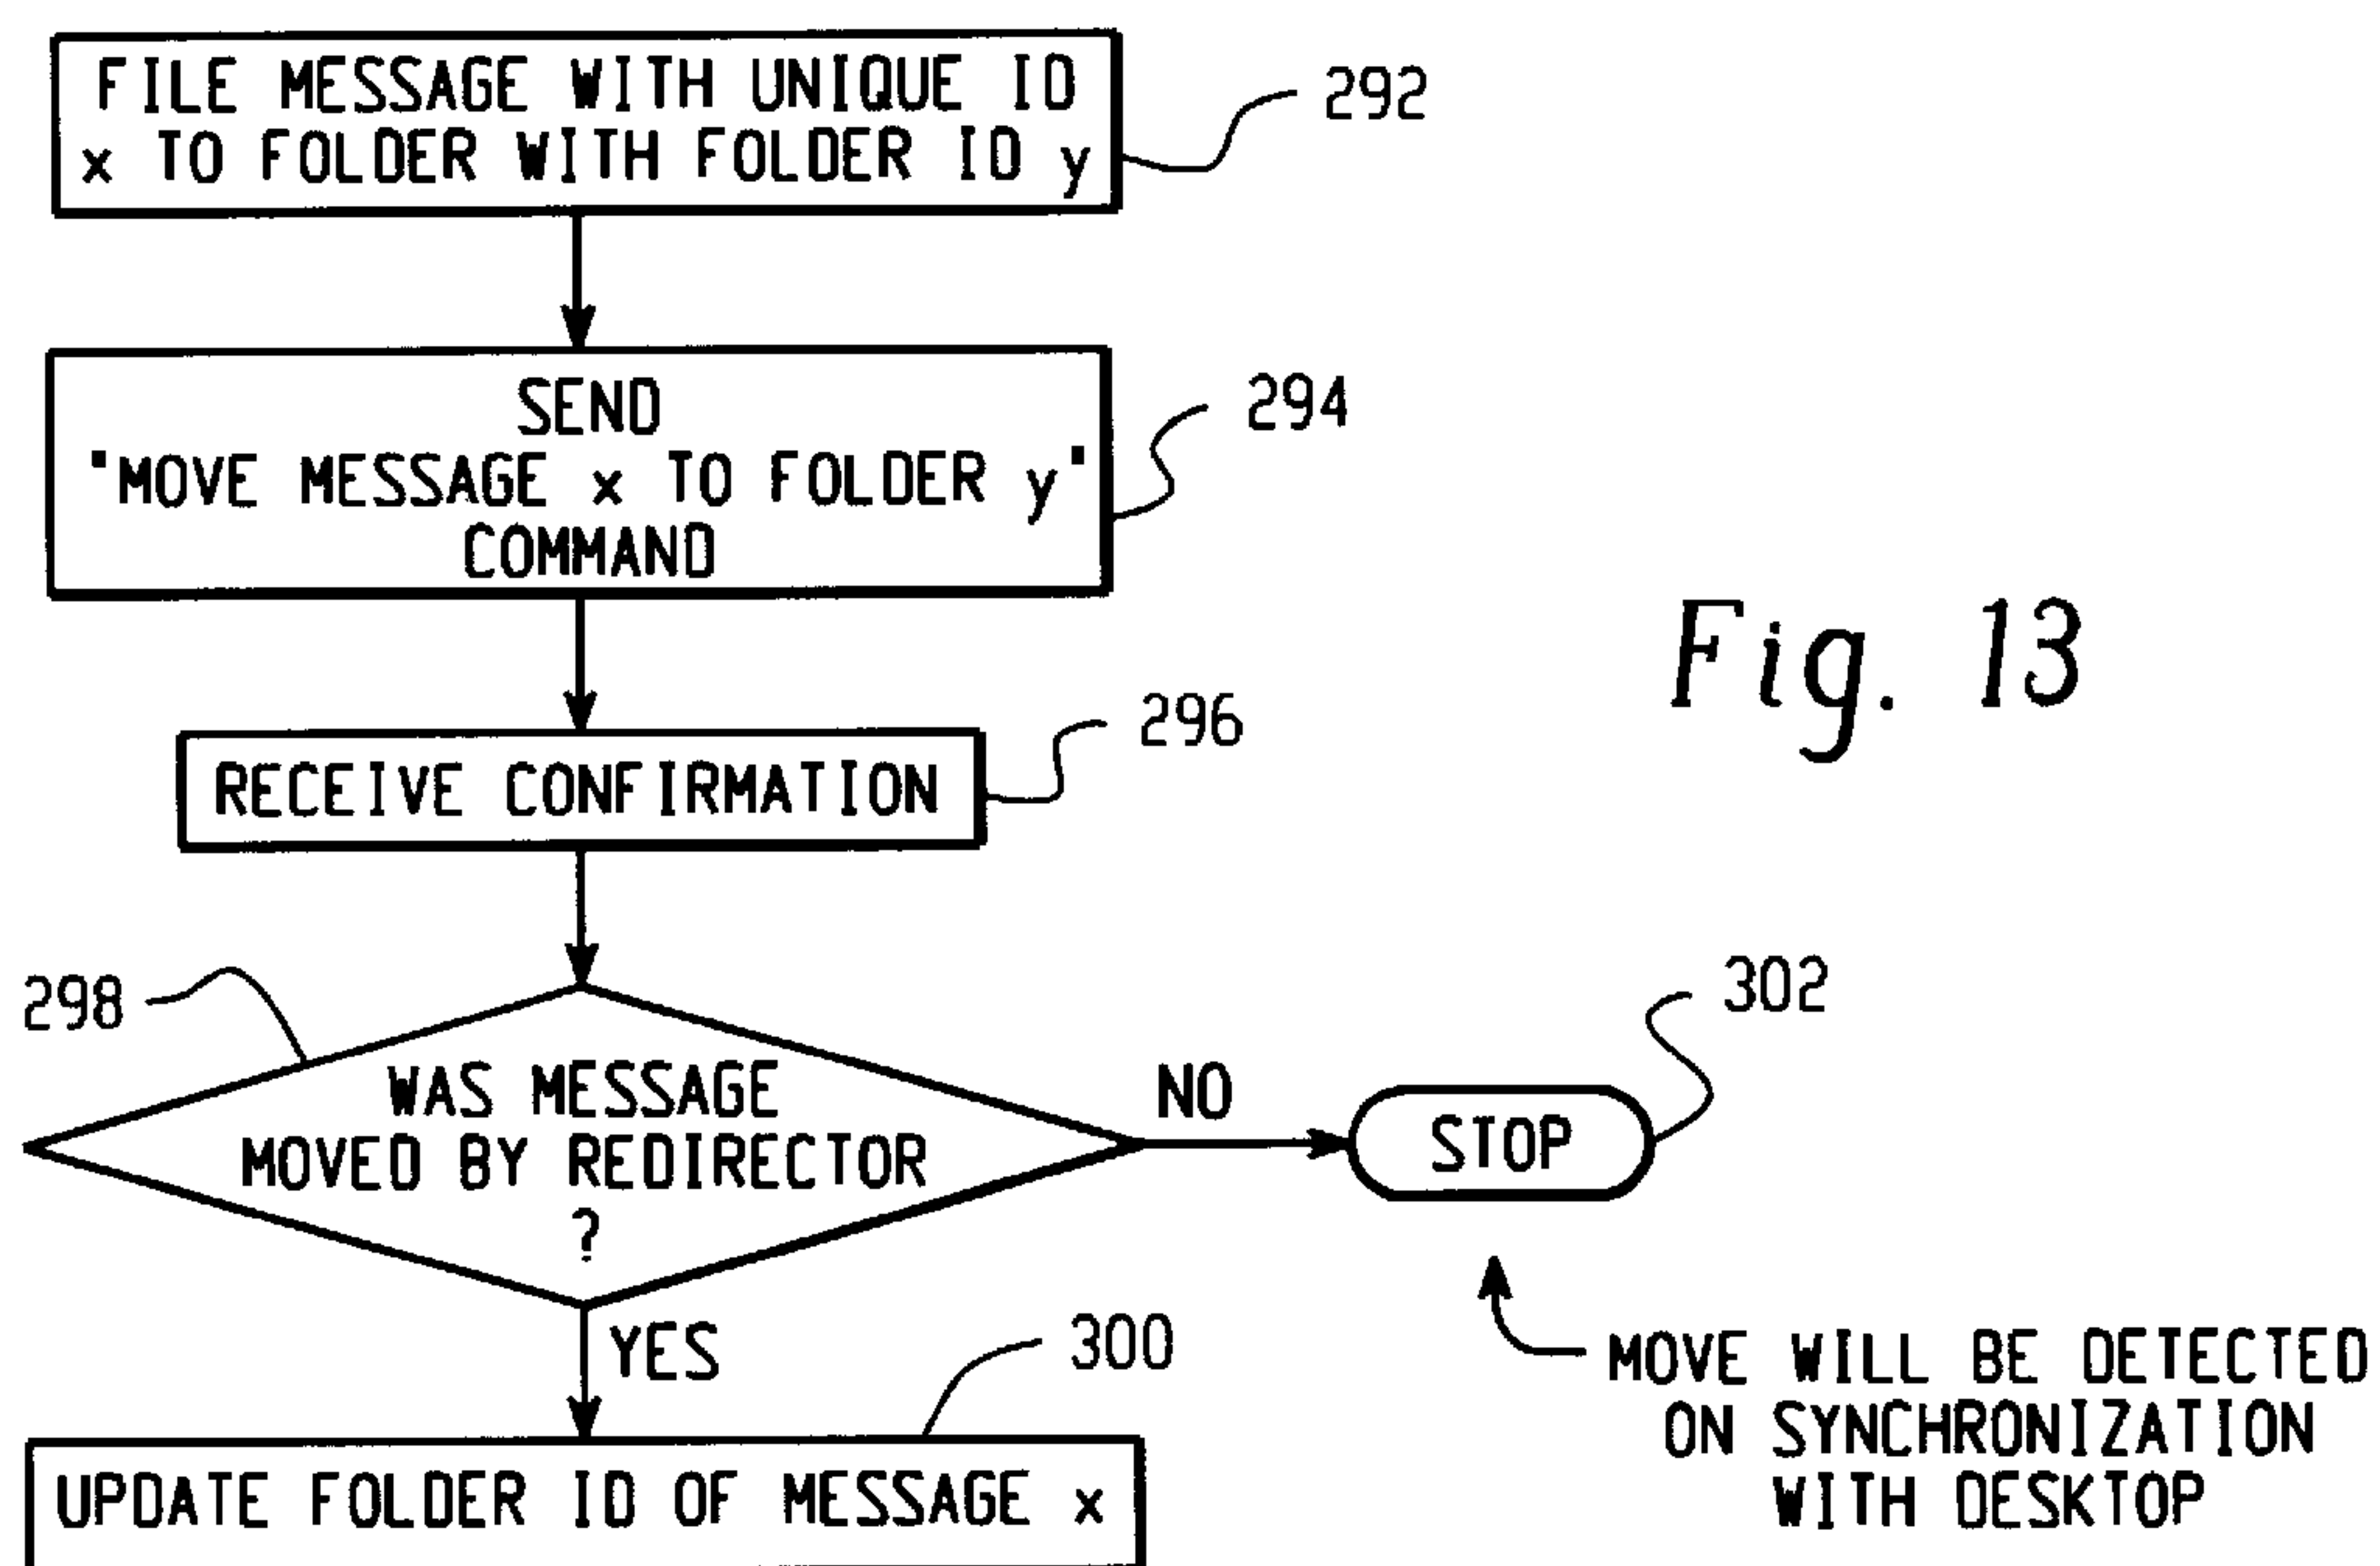 FILE MESSAGE WITH UNIQUE ID
x TO FOLDER WITH FOLDER ID y
292
SEND
"MOVE MESSAGE x TO FOLDER y"
COMMAND
294
Fig. 13
RECEIVE CONFIRMATION
296
298
WAS MESSAGE
MOVED BY REDIRECTOR
?
NO
STOP
302
YES
300
MOVE WILL BE DETECTED
ON SYNCHRONIZATION
WITH DESKTOP
UPDATE FOLDER ID OF MESSAGE x